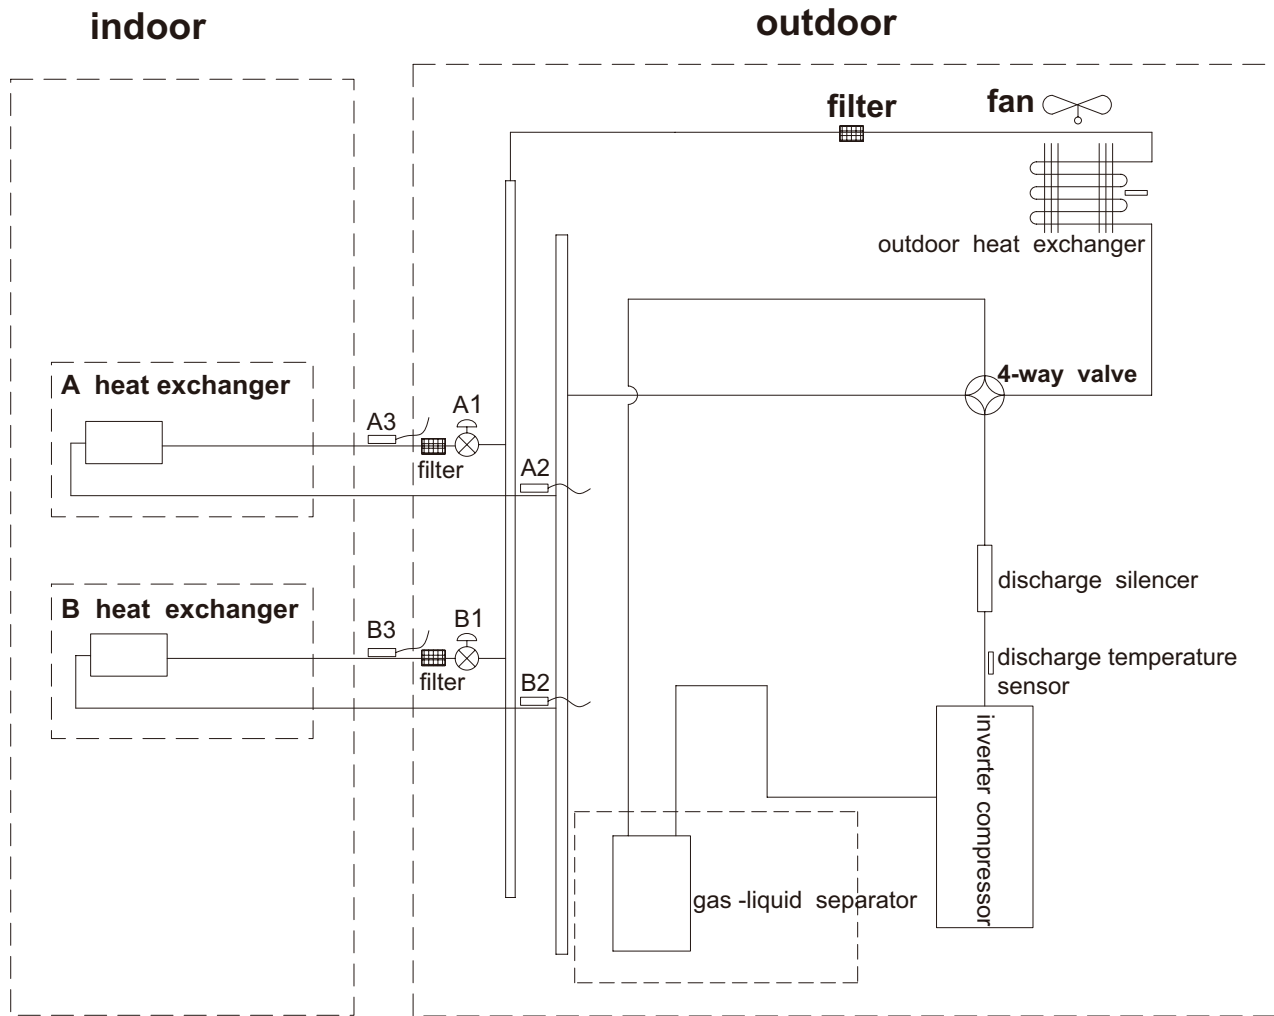 indoor
outdoor
filter
fan
outdoor heat exchanger
4-way valve
A heat exchanger
A3
A1
filter
A2
B heat exchanger
B3
B1
filter
B2
discharge silencer
discharge temperature
sensor
inverter compressor
gas -liquid separator